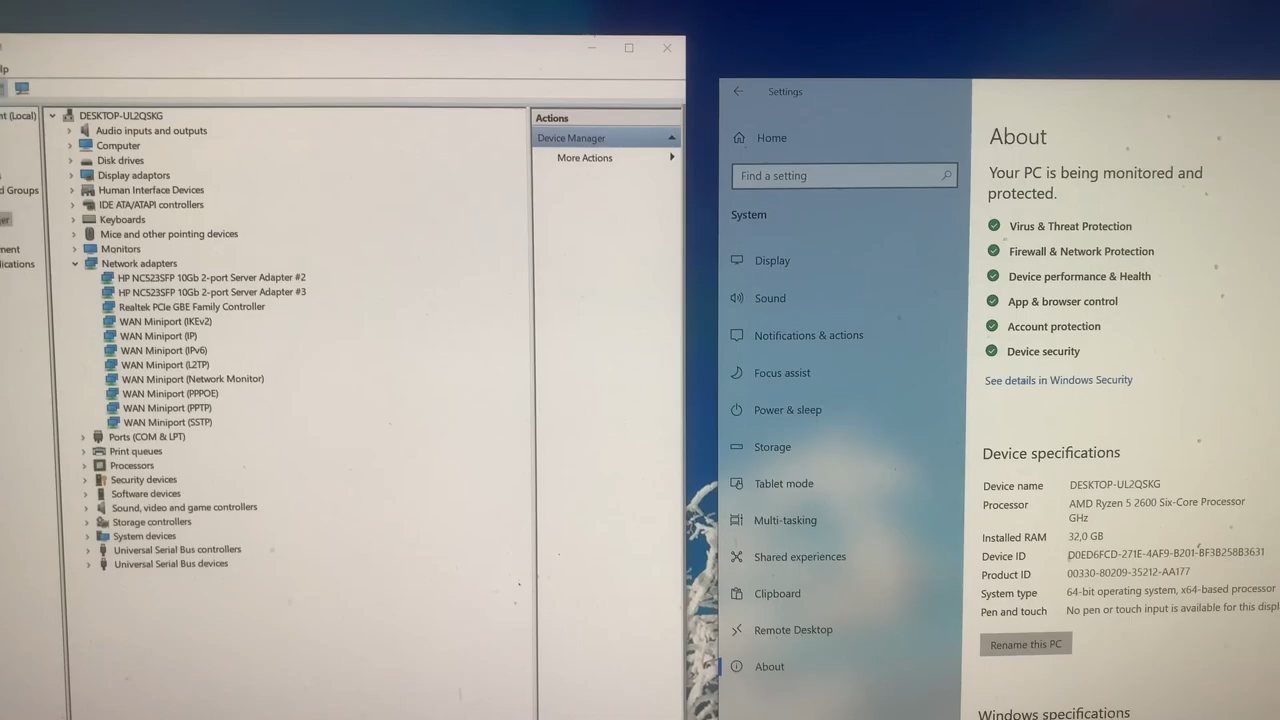 lp
nt (Local)
d Groups
er
nent
lications
DESKTOP-UL2QSKG
Audio inputs and outputs
Computer
Disk drives
Display adaptors
Human Interface Devices
IDE ATA/ATAPI controllers
Keyboards
Mice and other pointing devices
Monitors
Network adapters
HP NC523SFP 10Gb 2-port Server Adapter #2
HP NC523SFP 10Gb 2-port Server Adapter #3
Realtek PCIe GBE Family Controller
WAN Miniport (IKEv2)
WAN Miniport (IP)
WAN Miniport (IPv6)
WAN Miniport (L2TP)
WAN Miniport (Network Monitor)
WAN Miniport (PPPOE)
WAN Miniport (PPTP)
WAN Miniport (SSTP)
Ports (COM & LPT)
Print queues
Processors
Security devices
Software devices
Sound, video and game controllers
Storage controllers
System devices
Universal Serial Bus controllers
Universal Serial Bus devices
Actions
Device Manager
More Actions
Settings
Home
Find a setting
System
Display
Sound
Notifications & actions
Focus assist
Power & sleep
Storage
Tablet mode
Multi-tasking
Shared experiences
Clipboard
Remote Desktop
About
About
Your PC is being monitored and
protected.
Virus & Threat Protection
Firewall & Network Protection
Device performance & Health
App & browser control
Account protection
Device security
See details in Windows Security
Device specifications
Device name DESKTOP-UL2QSKG
Processor AMD Ryzen 5 2600 Six-Core Processor
GHz
Installed RAM 32,0 GB
Device ID D0ED6FCD-271E-4AF9-B201-BF3B258B3631
Product ID 00330-80209-35212-AA177
System type 64-bit operating system, x64-based processor
Pen and touch No pen or touch input is available for this displ
Rename this PC
Windows specifications